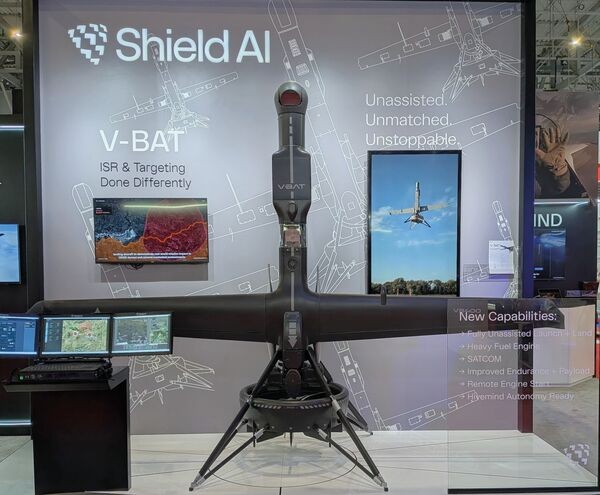 Shield AI
Unassisted.
Unmatched.
Unstoppable.
V-BAT
ISR & Targeting
Done Differently
V-BAT
New Capabilities:
→ Fully Unassisted Launch + Land
→ Heavy Fuel Engine
→ SATCOM
→ Improved Endurance + Payload
→ Remote Engine Start
→ Hivemind Autonomy Ready
IND